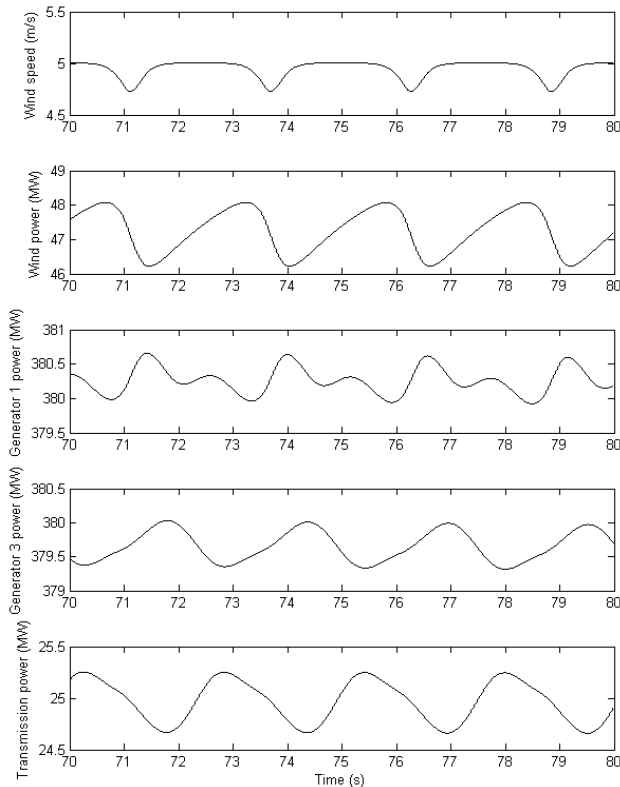 Wind speed (m/s)
5.5
5
4.5
70 71 72 73 74 75 76 77 78 79 80
Wind power (MW)
49
48
47
46
70 71 72 73 74 75 76 77 78 79 80
Generator 1 power (MW)
381
380.5
380
379.5
70 71 72 73 74 75 76 77 78 79 80
Generator 3 power (MW)
380.5
380
379.5
379
70 71 72 73 74 75 76 77 78 79 80
Transmission power (MW)
25.5
25
24.5
70 71 72 73 74 75 76 77 78 79 80
Time (s)